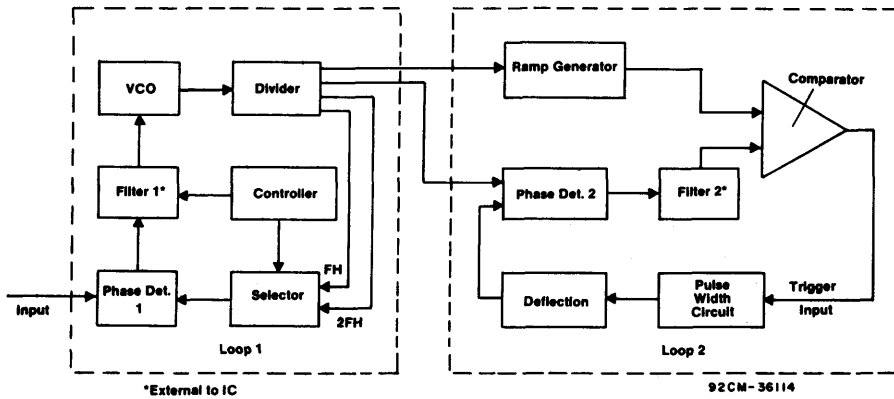 VCO
Divider
Ramp Generator
Comparator
Filter 1*
Controller
Phase Det. 2
Filter 2*
Phase Det.
1
Selector
FH
2FH
Input
Deflection
Pulse
Width
Circuit
Trigger
Input
Loop 1
Loop 2
*External to IC
92CM-36114